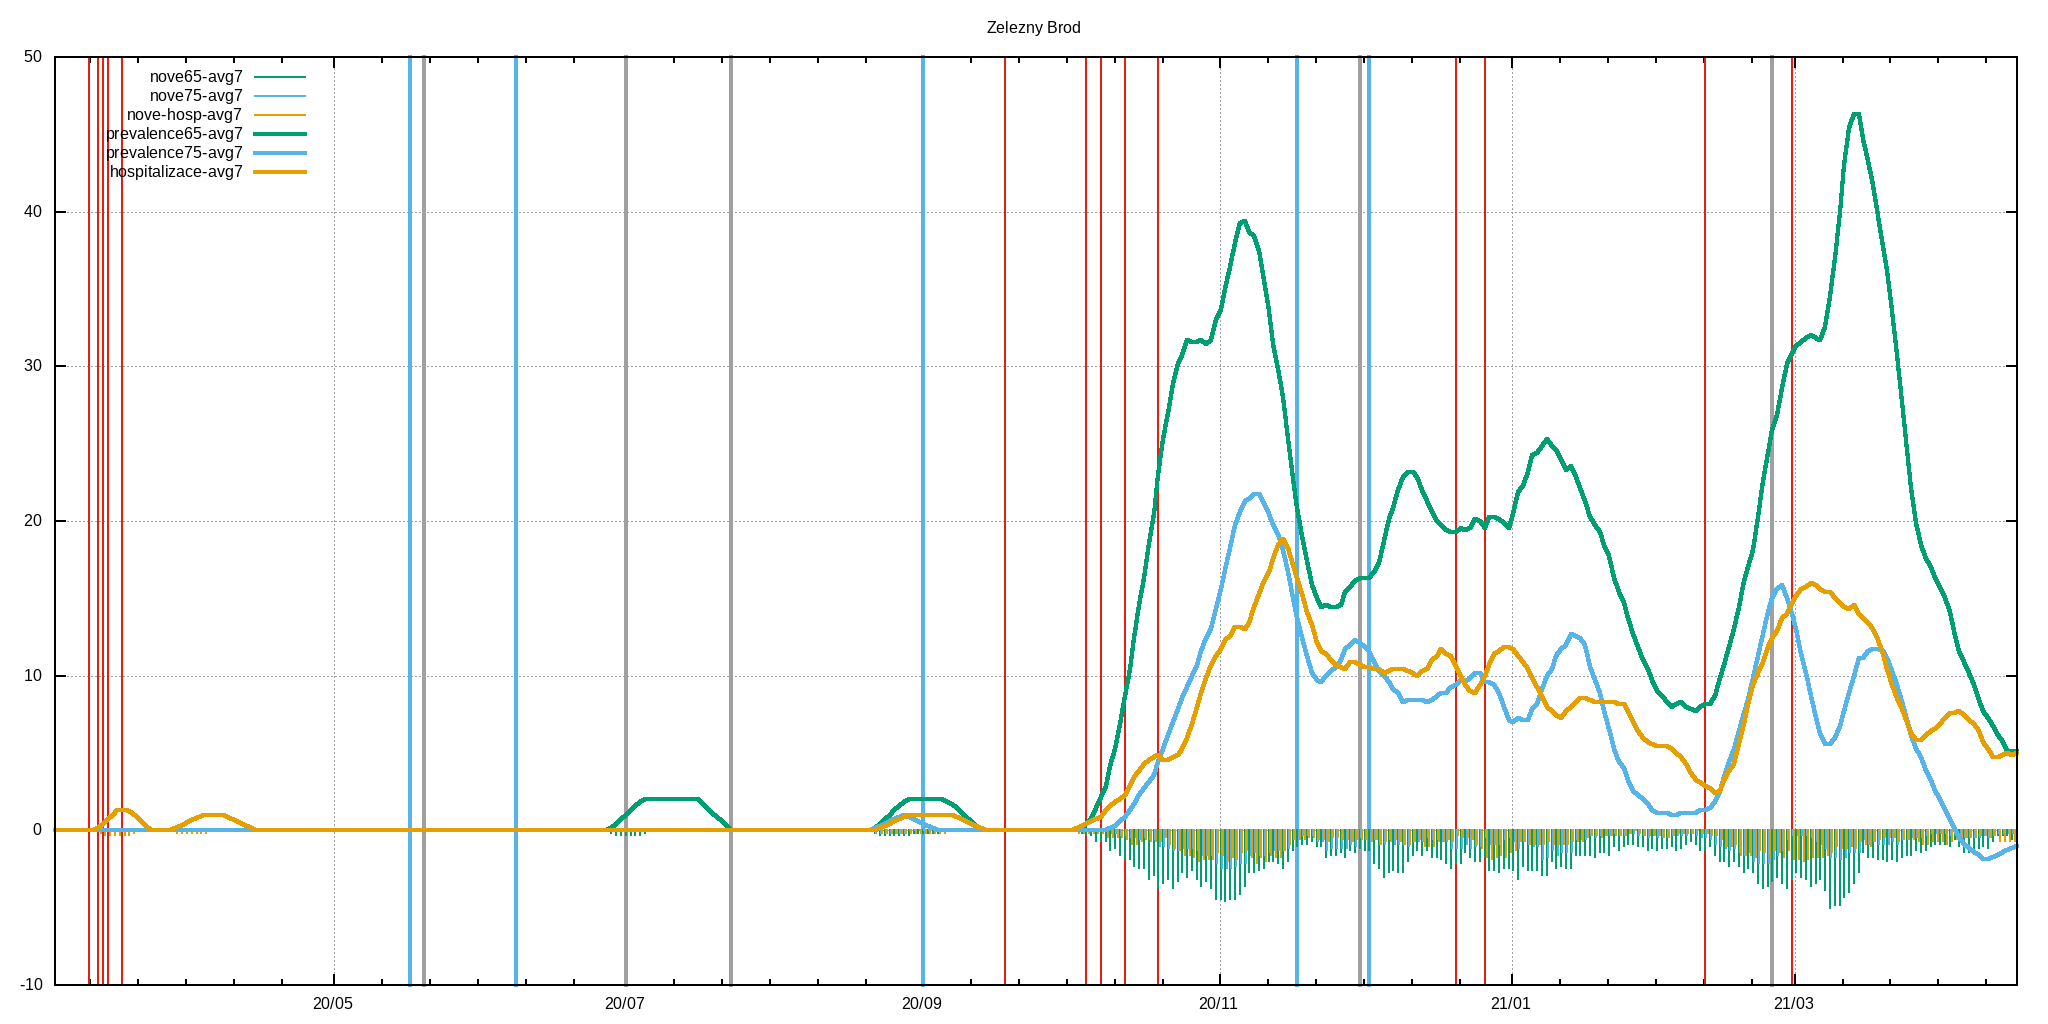 Zelezny Brod
50
nove65-avg7
nove75-avg7
nove-hosp-avg7
prevalence65-avg7
prevalence75-avg7
hospitalizace-avg7
40
30
20
10
0
-10
20/05 20/07 20/09 20/11 21/01 21/03